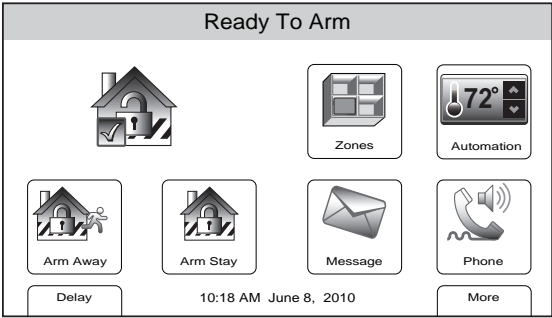 Ready To Arm
72°
Zones
Automation
Arm Away
Arm Stay
Message
Phone
Delay
10:18 AM June 8, 2010
More